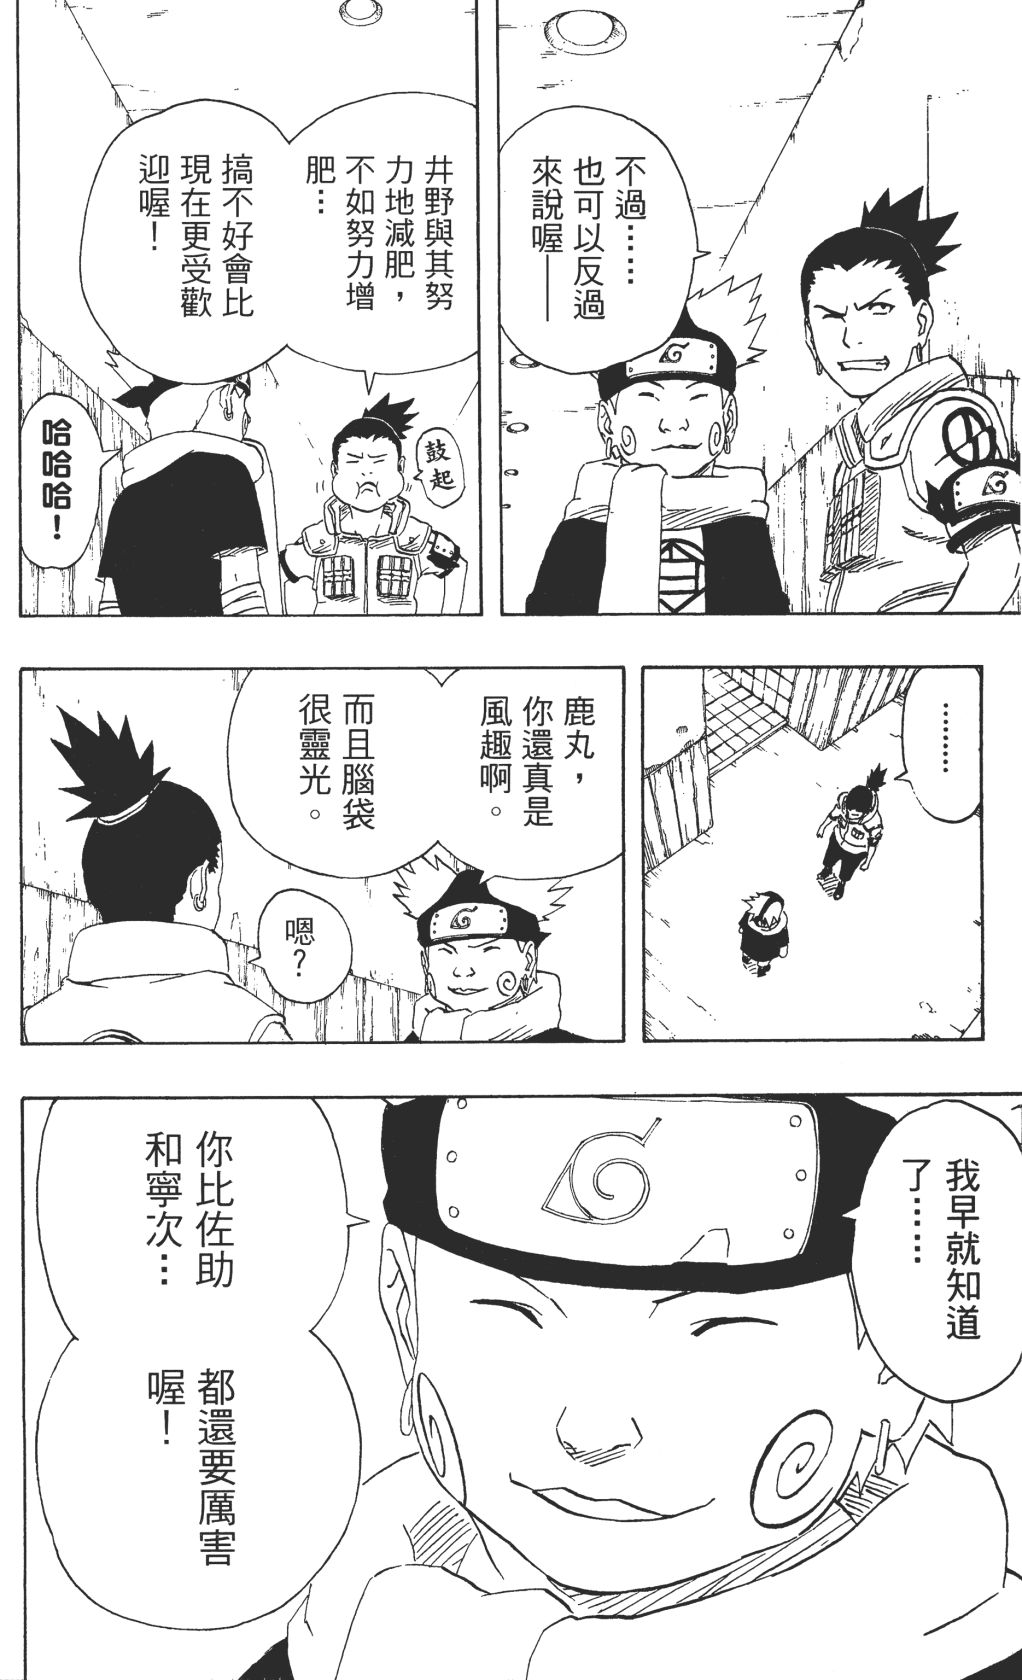 不過……
也可以反過
來說喔——
井野與其努
力地減肥，
不如努力增
肥…
搞不好會比
現在更受歡
迎喔！
鼓起
哈哈哈！
………
鹿丸，
你還真是
風趣啊。
而且腦袋
很靈光。
嗯？
我早就知道
了……
你比佐助
和寧次…
都還要厲害
喔！